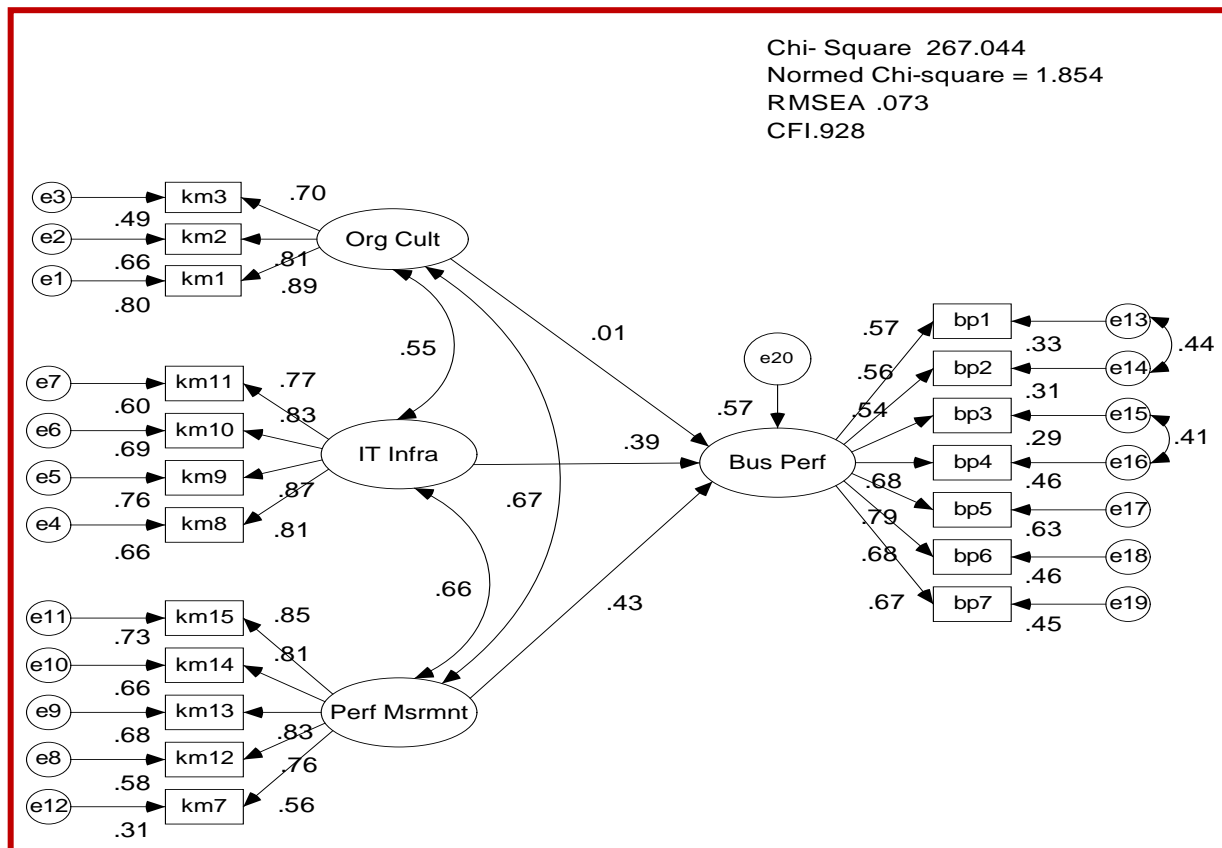 Chi- Square  267.044
Normed Chi-square = 1.854
RMSEA  .073
CFI.928
e3
km3
.70
.49
e2
km2
Org Cult
.66
.81
e1
km1
.89
.80
.55
.01
.57
bp1
e13
.33
.44
e20
.56
bp2
e14
.31
e7
km11
.77
.60
.83
.57
.54
bp3
e15
.29
.41
e6
km10
.69
IT Infra
.39
Bus Perf
bp4
e16
.46
e5
km9
.76
.87
.67
.68
bp5
e17
.63
e4
km8
.81
.66
.79
bp6
e18
.46
.66
.43
.68
.67
bp7
e19
.45
e11
km15
.85
.73
.81
e10
km14
.66
e9
km13
Perf Msrmnt
.68
.83
e8
km12
.58
.76
e12
km7
.56
.31